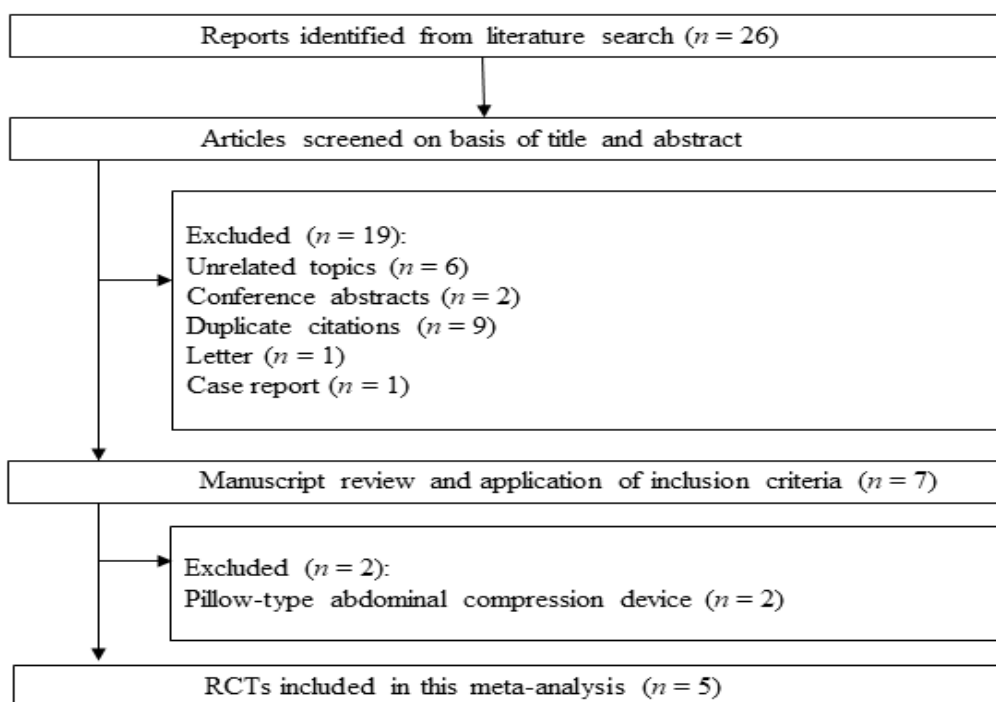 Reports identified from literature search (n = 26)
Articles screened on basis of title and abstract
Excluded (n = 19):
Unrelated topics (n = 6)
Conference abstracts (n = 2)
Duplicate citations (n = 9)
Letter (n = 1)
Case report (n = 1)
Manuscript review and application of inclusion criteria (n = 7)
Excluded (n = 2):
Pillow-type abdominal compression device (n = 2)
RCTs included in this meta-analysis (n = 5)